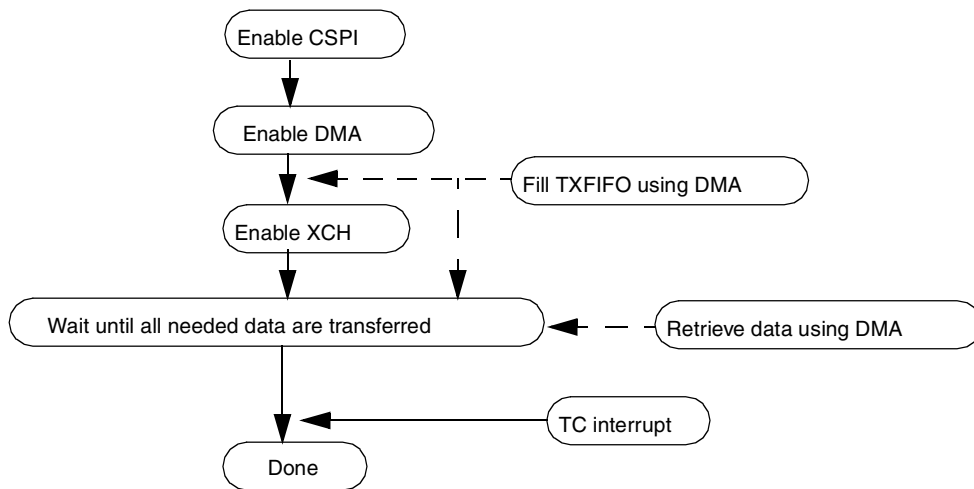 Enable CSPI
Enable DMA
Fill TXFIFO using DMA
Enable XCH
Wait until all needed data are transferred
Retrieve data using DMA
TC interrupt
Done